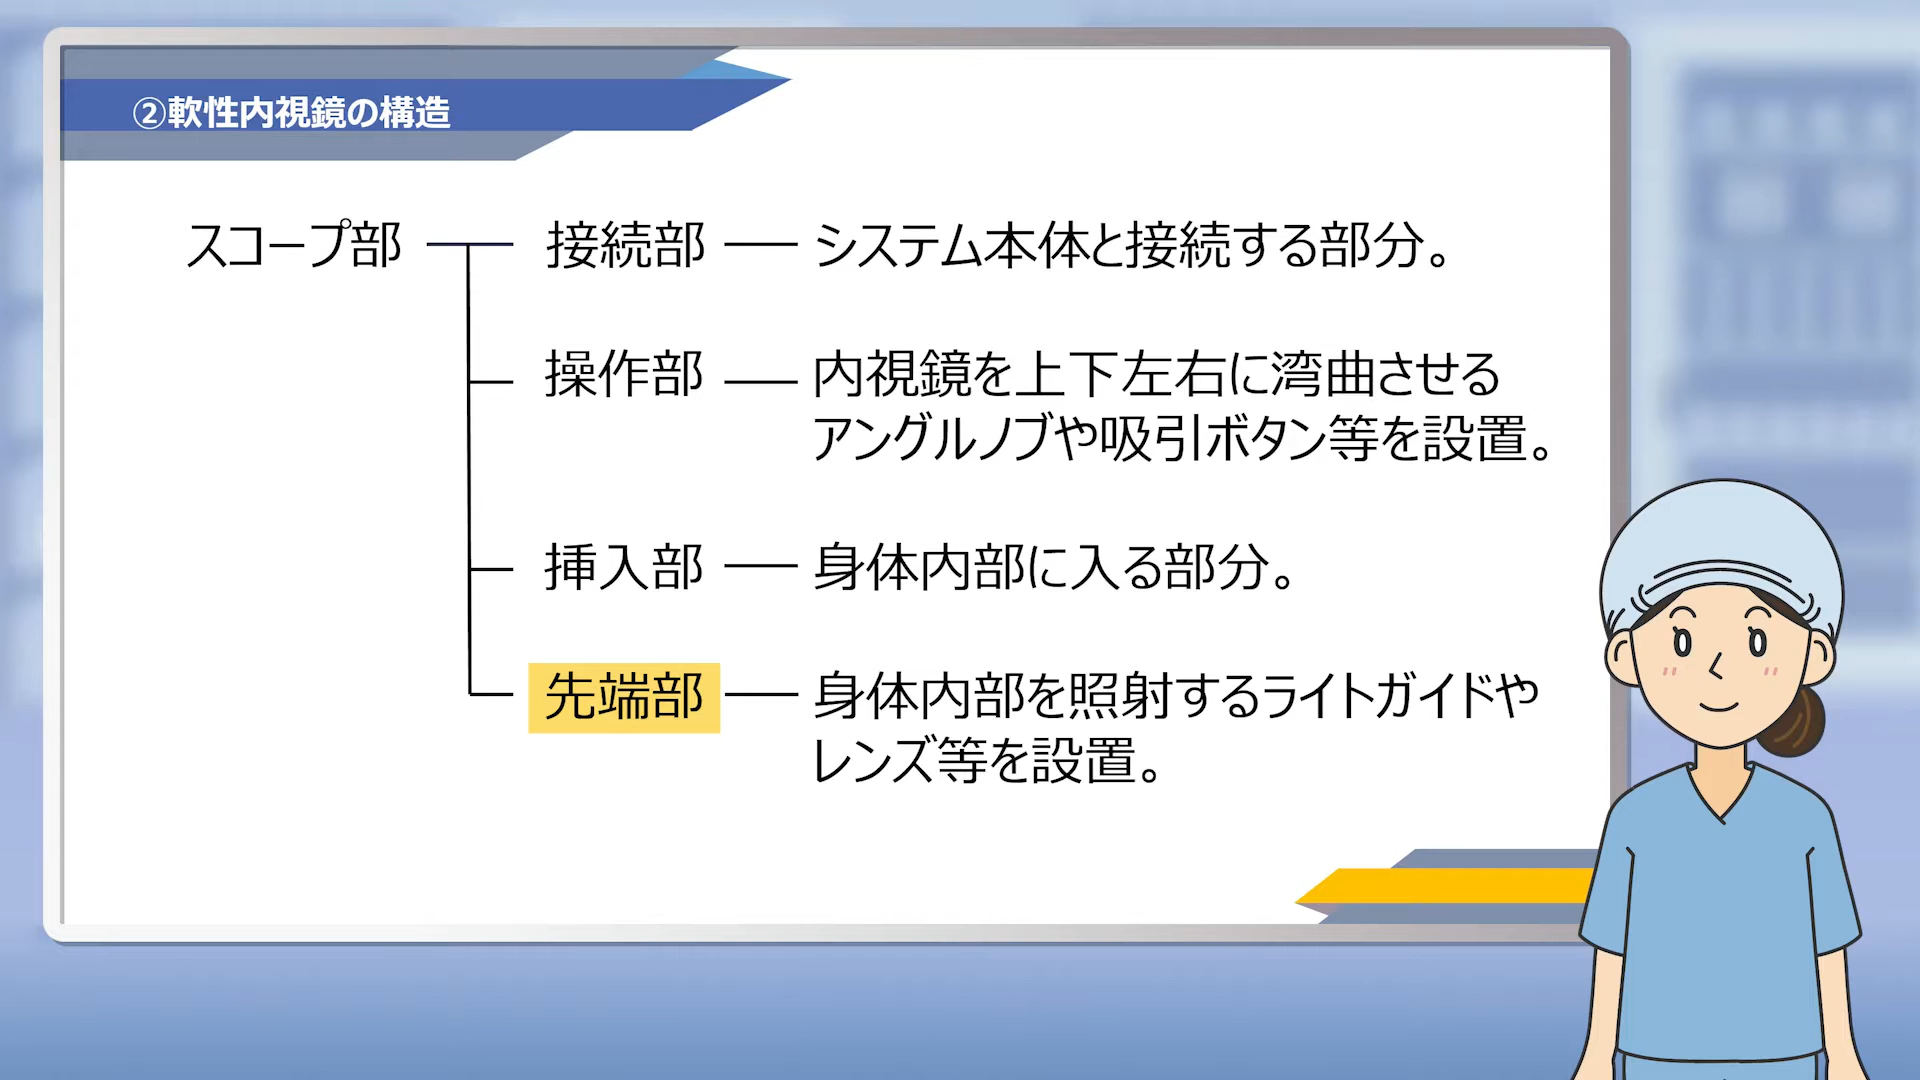 ②軟性内視鏡の構造
スコープ部 接続部 システム本体と接続する部分。
操作部 内視鏡を上下左右に湾曲させる
アングルノブや吸引ボタン等を設置。
挿入部 身体内部に入る部分。
先端部 身体内部を照射するライトガイドや
レンズ等を設置。